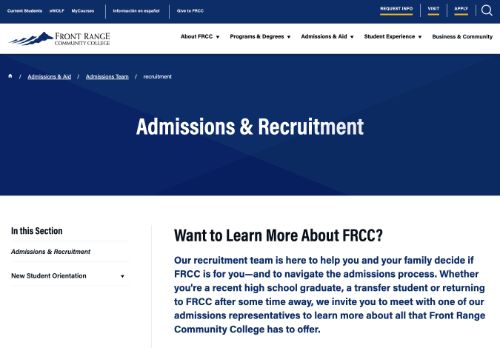 Current Students eWOLF MyCourses Información en español Give to FRCC REQUEST INFO VISIT APPLY
FRONT RANGE
COMMUNITY COLLEGE
About FRCC Programs & Degrees Admissions & Aid Student Experience Business & Community
/ Admissions & Aid / Admissions Team / recruitment
Admissions & Recruitment
In this Section
Admissions & Recruitment
New Student Orientation
Want to Learn More About FRCC?
Our recruitment team is here to help you and your family decide if
FRCC is for you—and to navigate the admissions process. Whether
you're a recent high school graduate, a transfer student or returning
to FRCC after some time away, we invite you to meet with one of our
admissions representatives to learn more about all that Front Range
Community College has to offer.